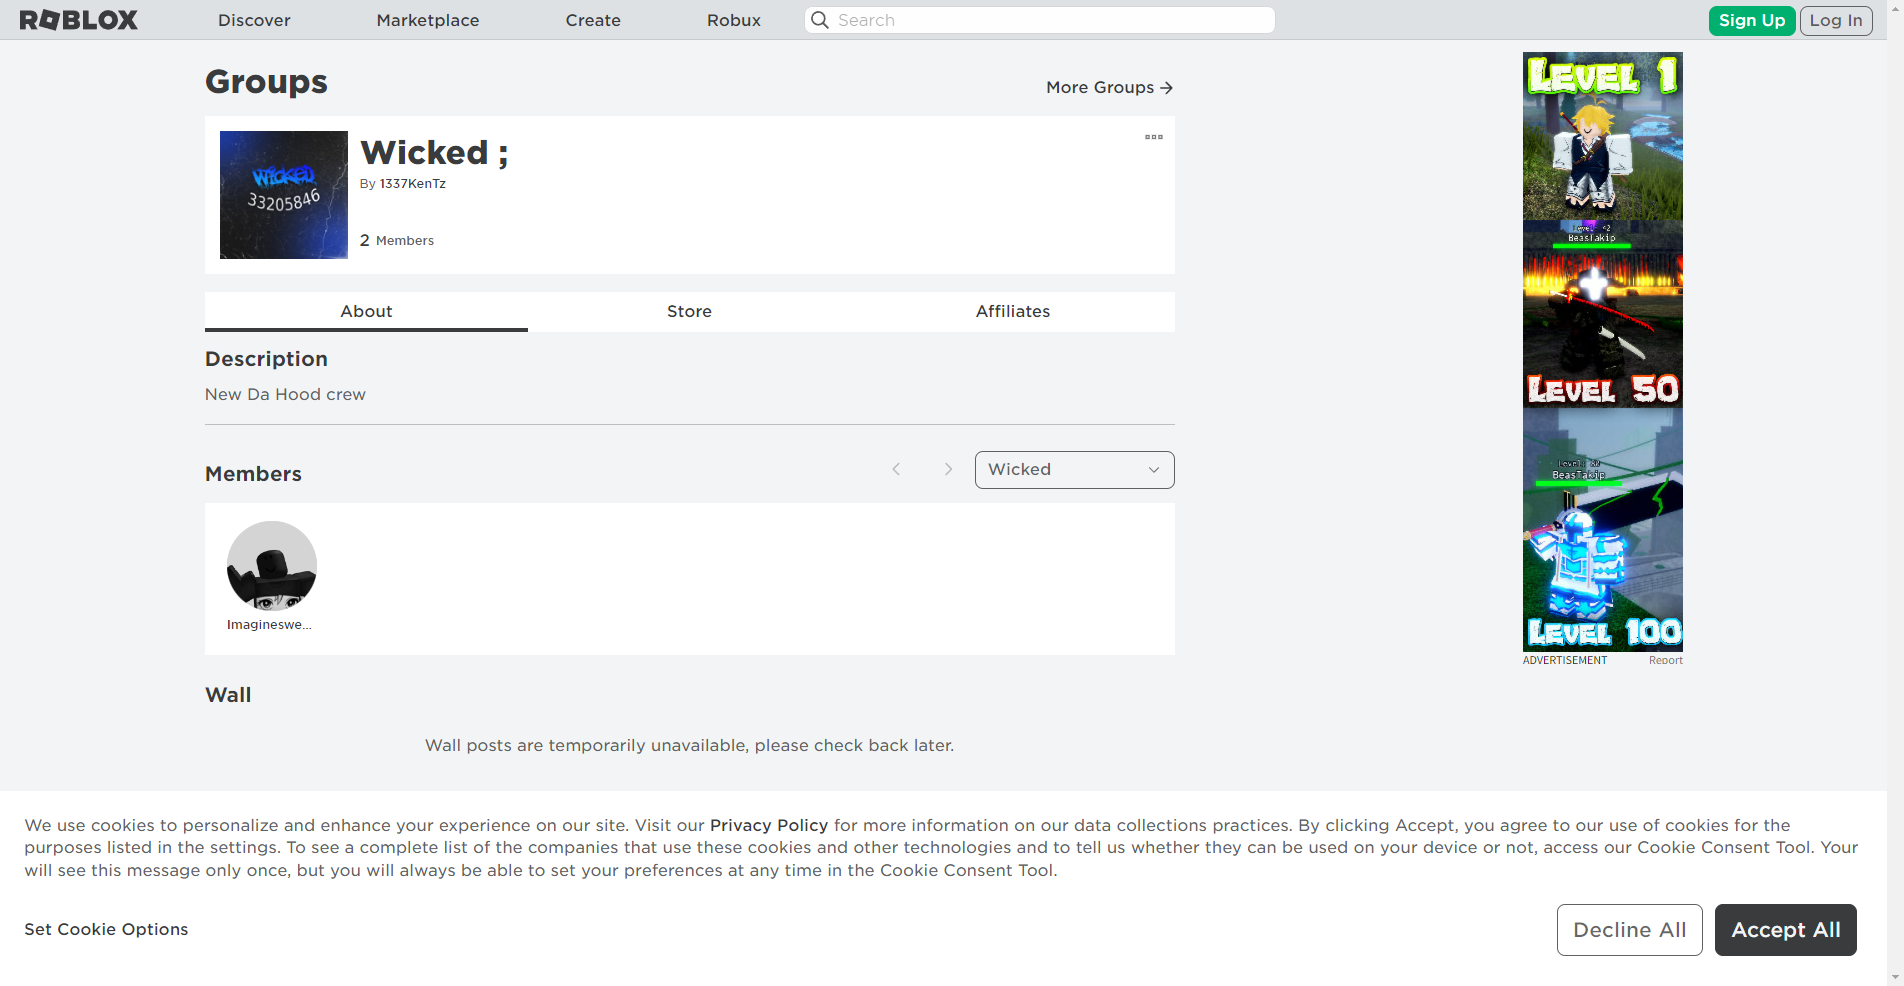 ROBLOX
Discover
Marketplace
Create
Robux
Search
Sign Up
Log In
Groups
More Groups
WICKED
33205846
Wicked ;
By 1337KenTz
2 Members
About
Store
Affiliates
Description
New Da Hood crew
Members
Wicked
Imagineswe...
Wall
Wall posts are temporarily unavailable, please check back later.
LEVEL 1
BeasTakip
LEVEL 50
BeasTakip
LEVEL 100
ADVERTISEMENT
Report
We use cookies to personalize and enhance your experience on our site. Visit our Privacy Policy for more information on our data collections practices. By clicking Accept, you agree to our use of cookies for the
purposes listed in the settings. To see a complete list of the companies that use these cookies and other technologies and to tell us whether they can be used on your device or not, access our Cookie Consent Tool. Your
will see this message only once, but you will always be able to set your preferences at any time in the Cookie Consent Tool.
Set Cookie Options
Decline All
Accept All